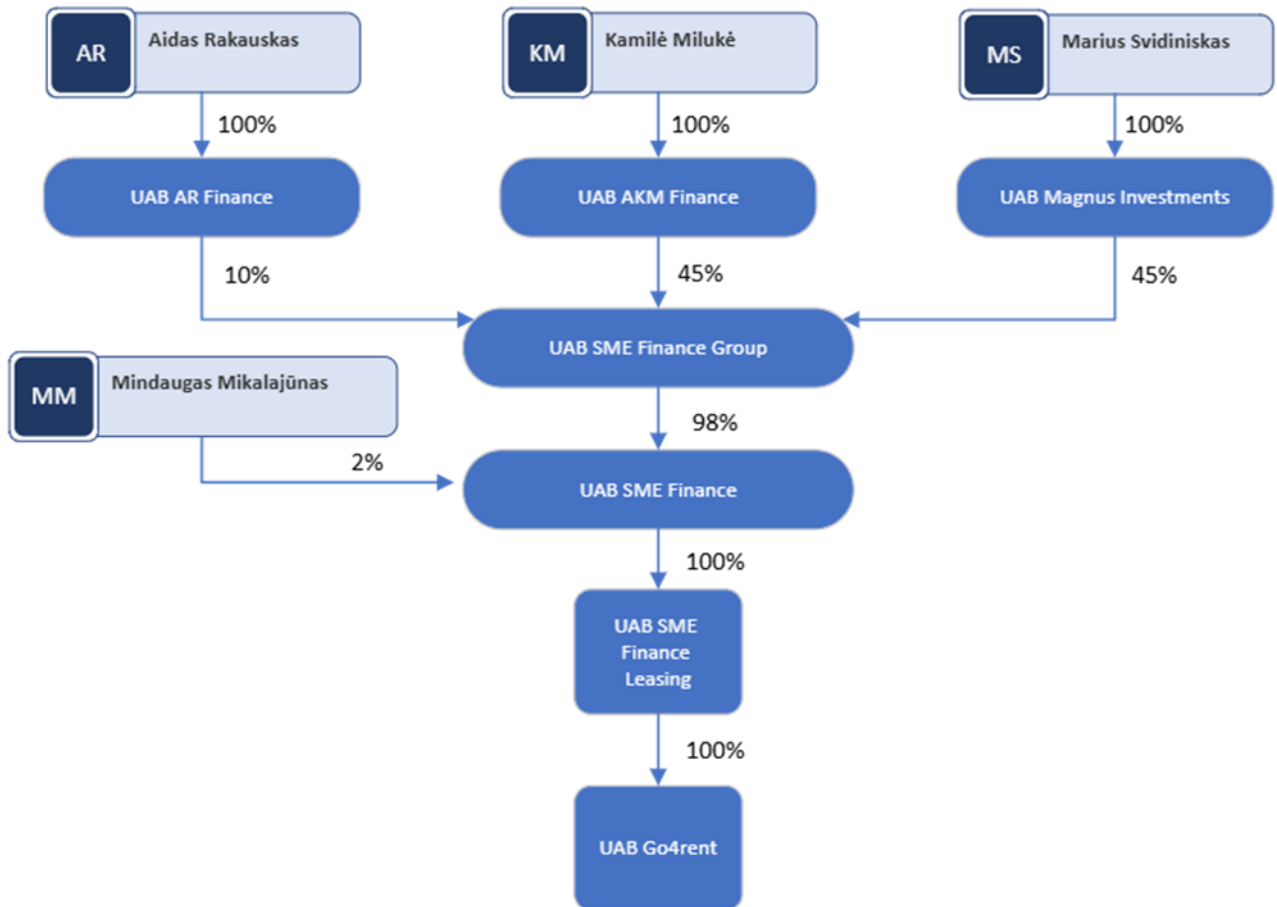 AR
Aidas Rakauskas
KM
Kamilė Milukė
MS
Marius Svidiniskas
100%
100%
100%
UAB AR Finance
UAB AKM Finance
UAB Magnus Investments
10%
45%
45%
UAB SME Finance Group
MM
Mindaugas Mikalajūnas
98%
2%
UAB SME Finance
100%
UAB SME
Finance
Leasing
100%
UAB Go4rent